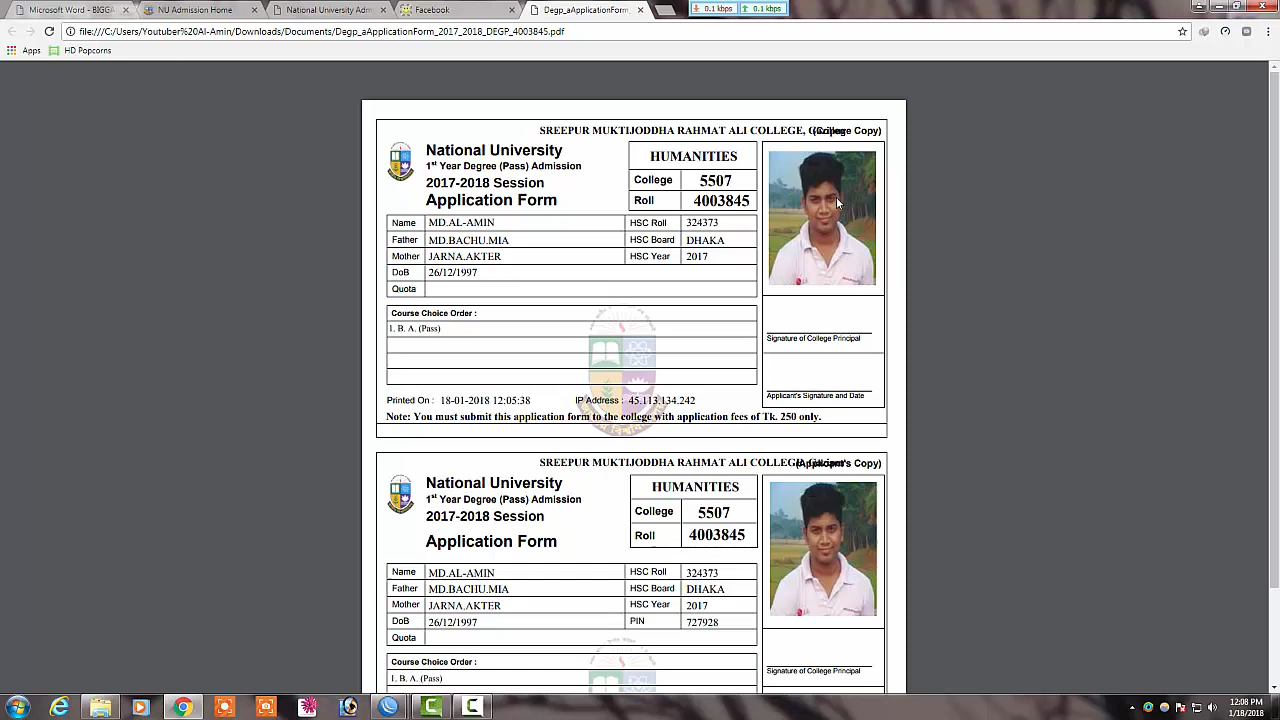 Microsoft Word - BIGGA
NU Admission Home
National University Adm
Facebook
Degp_aApplicationForm
0.1 kbps
0.1 kbps
file:///C:/Users/Youtuber%20Al-Amin/Downloads/Documents/Degp_aApplicationForm_2017_2018_DEGP_4003845.pdf
Apps
HD Popcorns
SREEPUR MUKTIJODDHA RAHMAT ALI COLLEGE, (College Copy)
National University
1st Year Degree (Pass) Admission
2017-2018 Session
Application Form
HUMANITIES
College 5507
Roll 4003845
Name MD.AL-AMIN HSC Roll 324373
Father MD.BACHU.MIA HSC Board DHAKA
Mother JARNA.AKTER HSC Year 2017
DoB 26/12/1997
Quota
Course Choice Order :
1. B. A. (Pass)
Signature of College Principal
Applicant's Signature and Date
Printed On : 18-01-2018 12:05:38 IP Address : 45.113.134.242
Note: You must submit this application form to the college with application fees of Tk. 250 only.
SREEPUR MUKTIJODDHA RAHMAT ALI COLLEGE, (Applicant's Copy)
National University
1st Year Degree (Pass) Admission
2017-2018 Session
Application Form
HUMANITIES
College 5507
Roll 4003845
Name MD.AL-AMIN HSC Roll 324373
Father MD.BACHU.MIA HSC Board DHAKA
Mother JARNA.AKTER HSC Year 2017
DoB 26/12/1997 PIN 727928
Quota
Course Choice Order :
1. B. A. (Pass)
Signature of College Principal
12:08 PM
1/18/2018